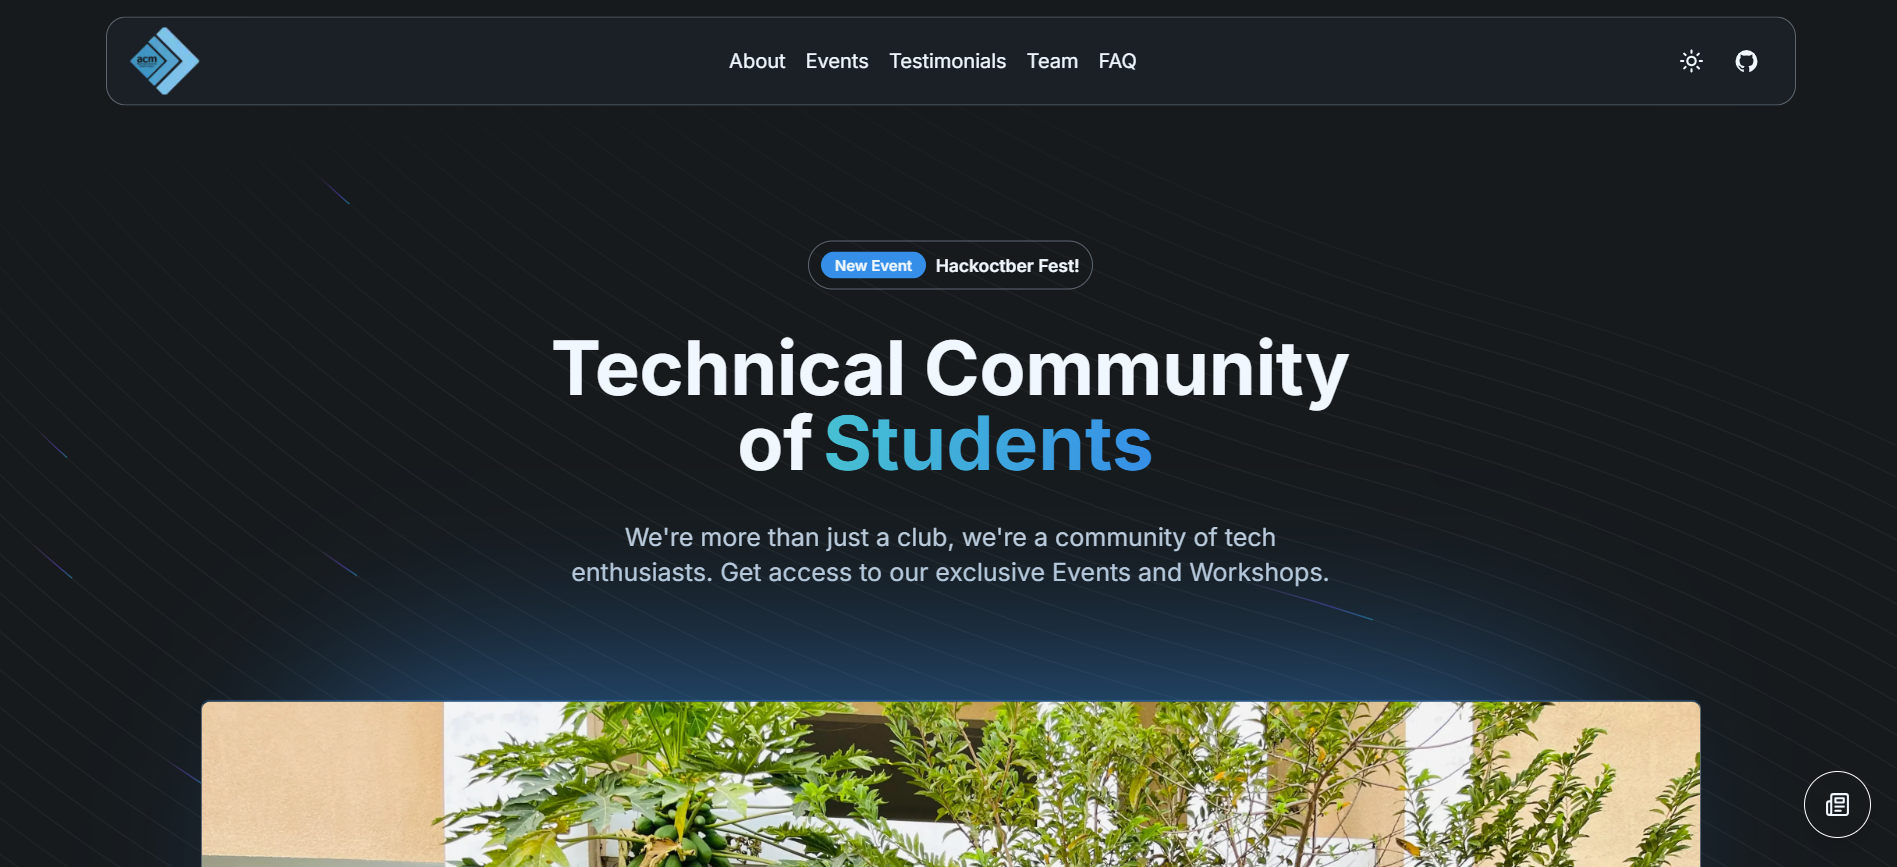 acm
About Events Testimonials Team FAQ
New Event Hackoctber Fest!
Technical Community
of Students
We're more than just a club, we're a community of tech
enthusiasts. Get access to our exclusive Events and Workshops.